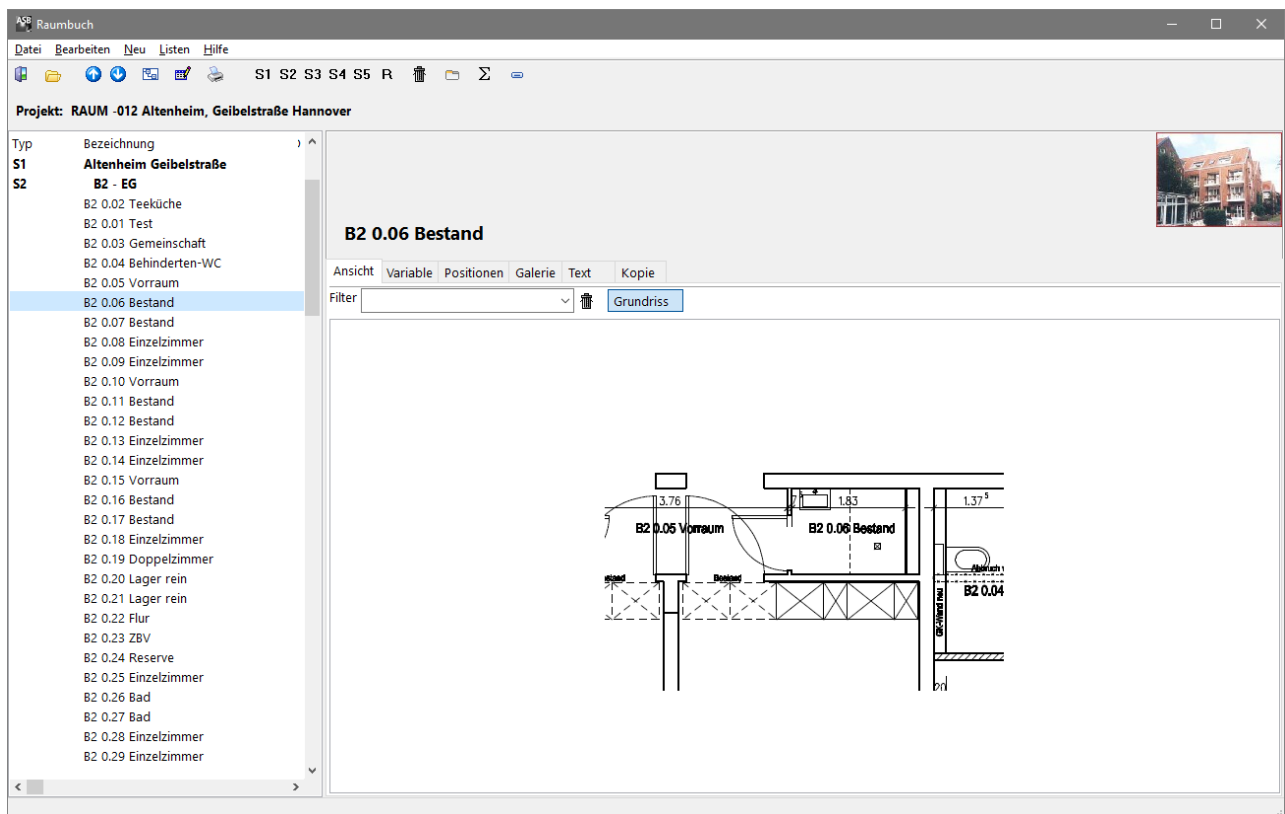 ASB Raumbuch
Datei Bearbeiten Neu Listen Hilfe
S1 S2 S3 S4 S5 R Σ
Projekt: RAUM -012 Altenheim, Geibelstraße Hannover
Typ Bezeichnung
S1 Altenheim Geibelstraße
S2 B2 - EG
B2 0.02 Teeküche
B2 0.01 Test
B2 0.03 Gemeinschaft
B2 0.04 Behinderten-WC
B2 0.05 Vorraum
B2 0.06 Bestand
B2 0.07 Bestand
B2 0.08 Einzelzimmer
B2 0.09 Einzelzimmer
B2 0.10 Vorraum
B2 0.11 Bestand
B2 0.12 Bestand
B2 0.13 Einzelzimmer
B2 0.14 Einzelzimmer
B2 0.15 Vorraum
B2 0.16 Bestand
B2 0.17 Bestand
B2 0.18 Einzelzimmer
B2 0.19 Doppelzimmer
B2 0.20 Lager rein
B2 0.21 Lager rein
B2 0.22 Flur
B2 0.23 ZBV
B2 0.24 Reserve
B2 0.25 Einzelzimmer
B2 0.26 Bad
B2 0.27 Bad
B2 0.28 Einzelzimmer
B2 0.29 Einzelzimmer
B2 0.06 Bestand
Ansicht Variable Positionen Galerie Text Kopie
Filter Grundriss
3.76 1.83 1.37⁵
B2 0.05 Vorraum B2 0.06 Bestand
Bestand
Abbruch
B2 0.04
GK-Wand neu
20